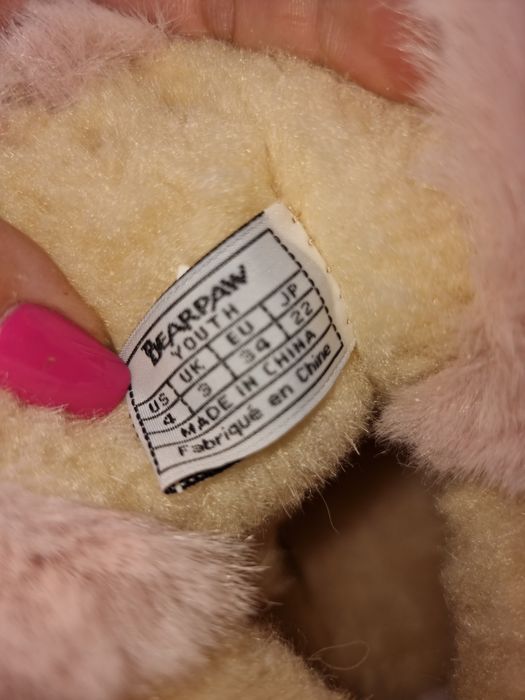 BEARPAW
YOUTH
US UK EU JP
4 3 34 22
MADE IN CHINA
Fabriqué en Chine